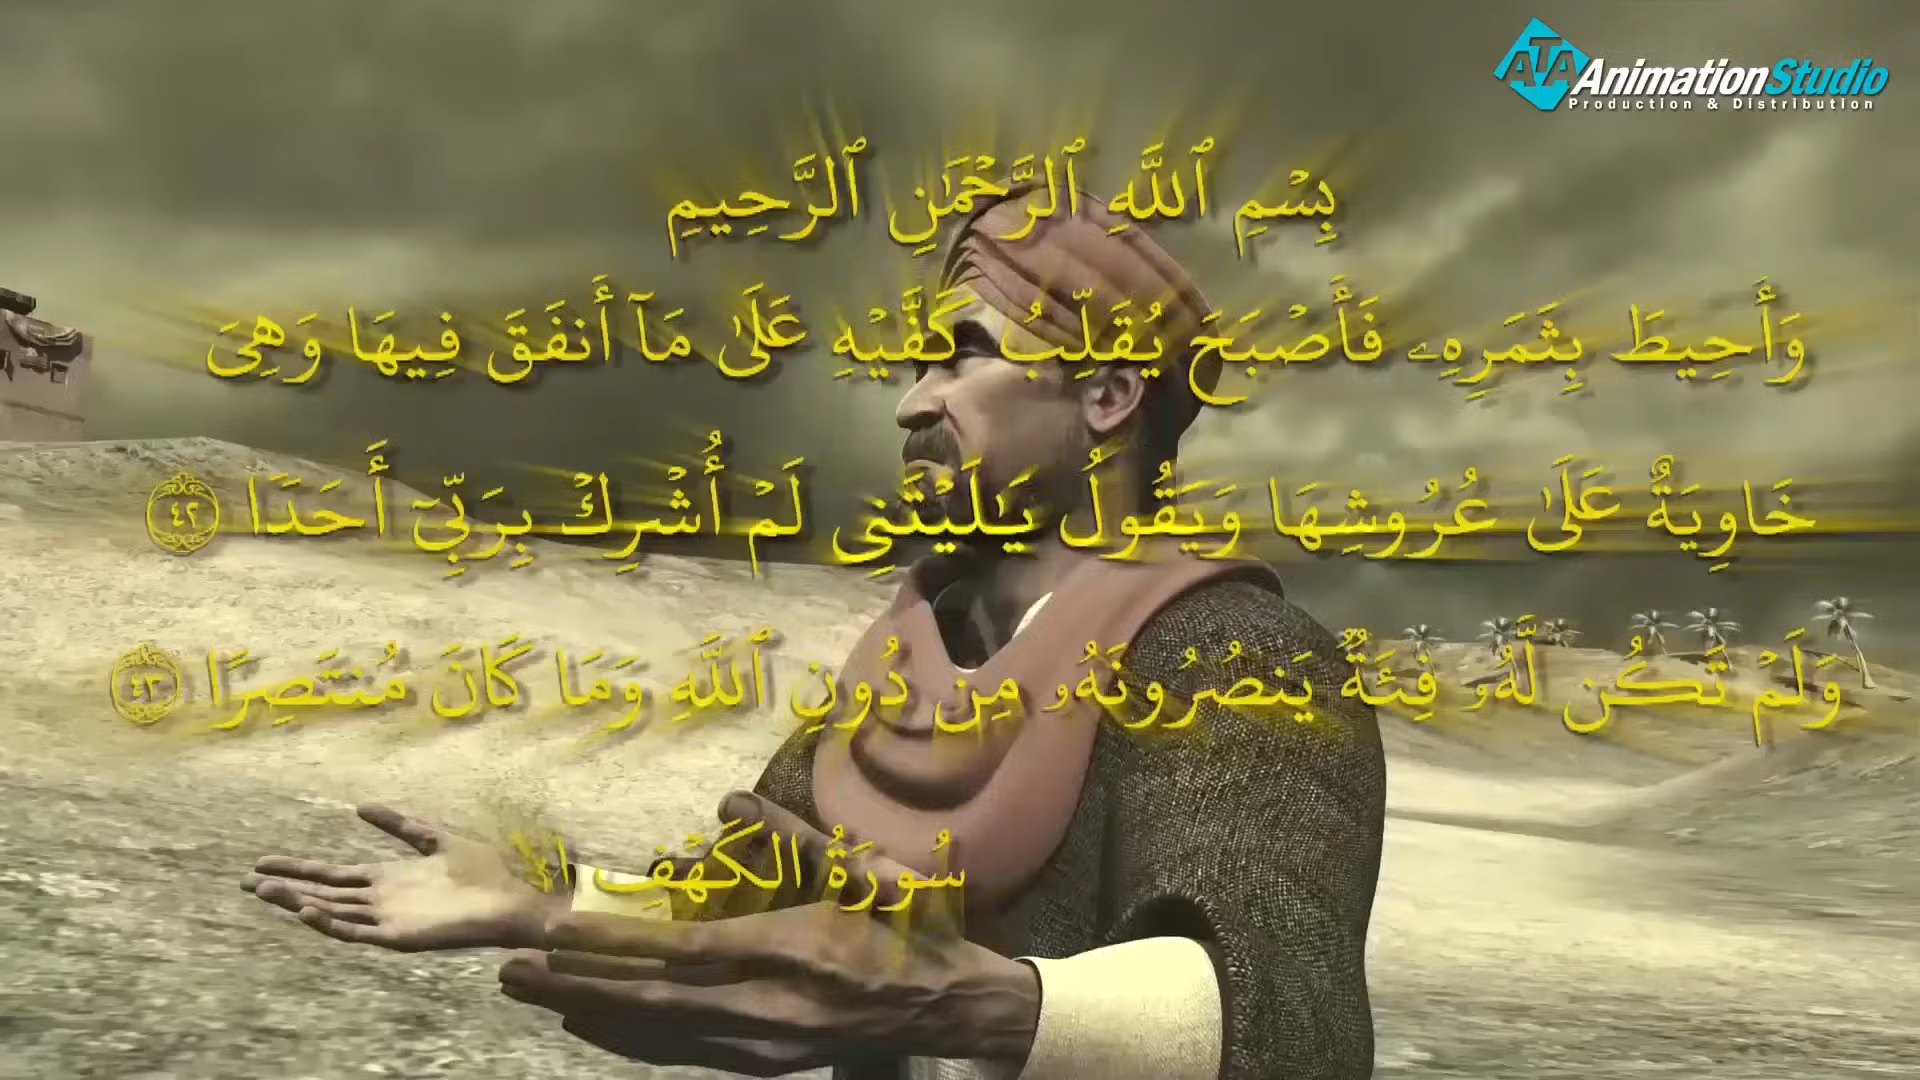 ATA AnimationStudio
Production & Distribution
بِسْمِ ٱللَّهِ ٱلرَّحْمَٰنِ ٱلرَّحِيمِ
وَأُحِيطَ بِثَمَرِهِۦ فَأَصْبَحَ يُقَلِّبُ كَفَّيْهِ عَلَىٰ مَآ أَنفَقَ فِيهَا وَهِىَ
خَاوِيَةٌ عَلَىٰ عُرُوشِهَا وَيَقُولُ يَـٰلَيْتَنِى لَمْ أُشْرِكْ بِرَبِّىٓ أَحَدًا ٤٢
وَلَمْ تَكُن لَّهُۥ فِئَةٌ يَنصُرُونَهُۥ مِن دُونِ ٱللَّهِ وَمَا كَانَ مُنتَصِرًا ٤٣
سُورَةُ الكَهْفِ